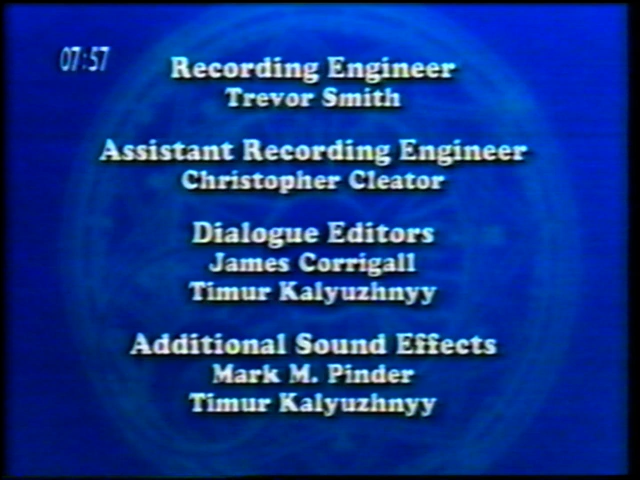 07:57
Recording Engineer
Trevor Smith
Assistant Recording Engineer
Christopher Cleator
Dialogue Editors
James Corrigall
Timur Kalyuzhnyy
Additional Sound Effects
Mark M. Pinder
Timur Kalyuzhnyy